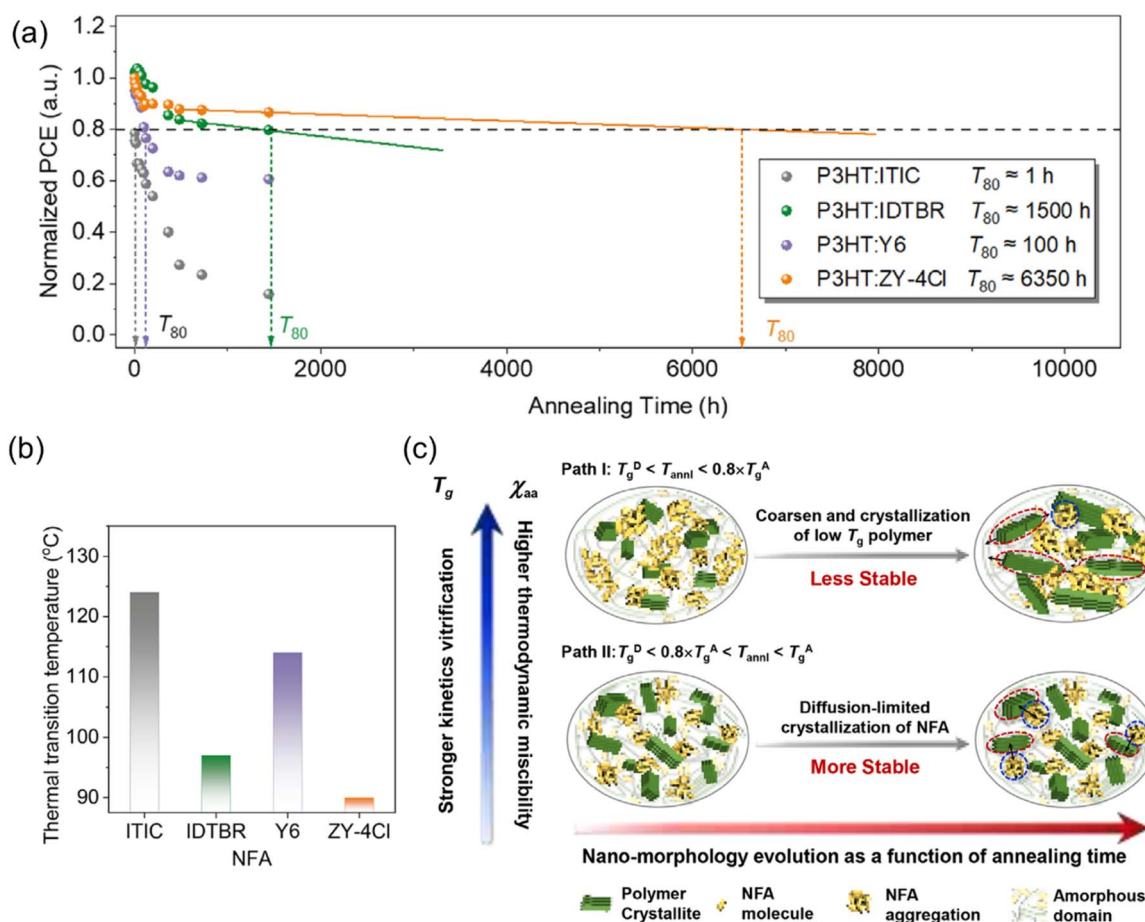 (a)
Normalized PCE (a.u.)
1.2
1.0
0.8
0.6
0.4
0.2
0.0
P3HT:ITIC T80 ≈ 1 h
P3HT:IDTBR T80 ≈ 1500 h
P3HT:Y6 T80 ≈ 100 h
P3HT:ZY-4Cl T80 ≈ 6350 h
T80
T80
T80
0 2000 4000 6000 8000 10000
Annealing Time (h)
(b)
Thermal transition temperature (°C)
130
120
110
100
90
ITIC IDTBR Y6 ZY-4Cl
NFA
(c)
Tg
χaa
Stronger kinetics vitrification
Higher thermodynamic miscibility
Path I: TgD < Tannl < 0.8×TgA
Coarsen and crystallization
of low Tg polymer
Less Stable
Path II: TgD < 0.8×TgA < Tannl < TgA
Diffusion-limited
crystallization of NFA
More Stable
Nano-morphology evolution as a function of annealing time
Polymer
Crystallite
NFA
molecule
NFA
aggregation
Amorphous
domain